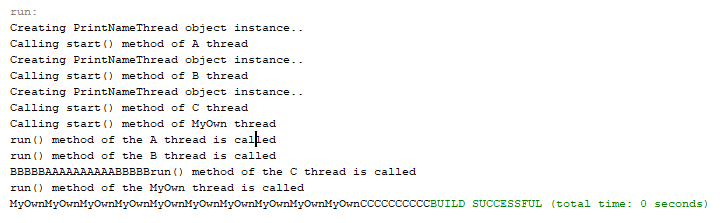 run:
Creating PrintNameThread object instance..
Calling start() method of A thread
Creating PrintNameThread object instance..
Calling start() method of B thread
Creating PrintNameThread object instance..
Calling start() method of C thread
Calling start() method of MyOwn thread
run() method of the A thread is called
run() method of the B thread is called
BBBBBAAAAAAAAAABBBBBrun() method of the C thread is called
run() method of the MyOwn thread is called
MyOwnMyOwnMyOwnMyOwnMyOwnMyOwnMyOwnMyOwnMyOwnMyOwnCCCCCCCCCCBUILD SUCCESSFUL (total time: 0 seconds)